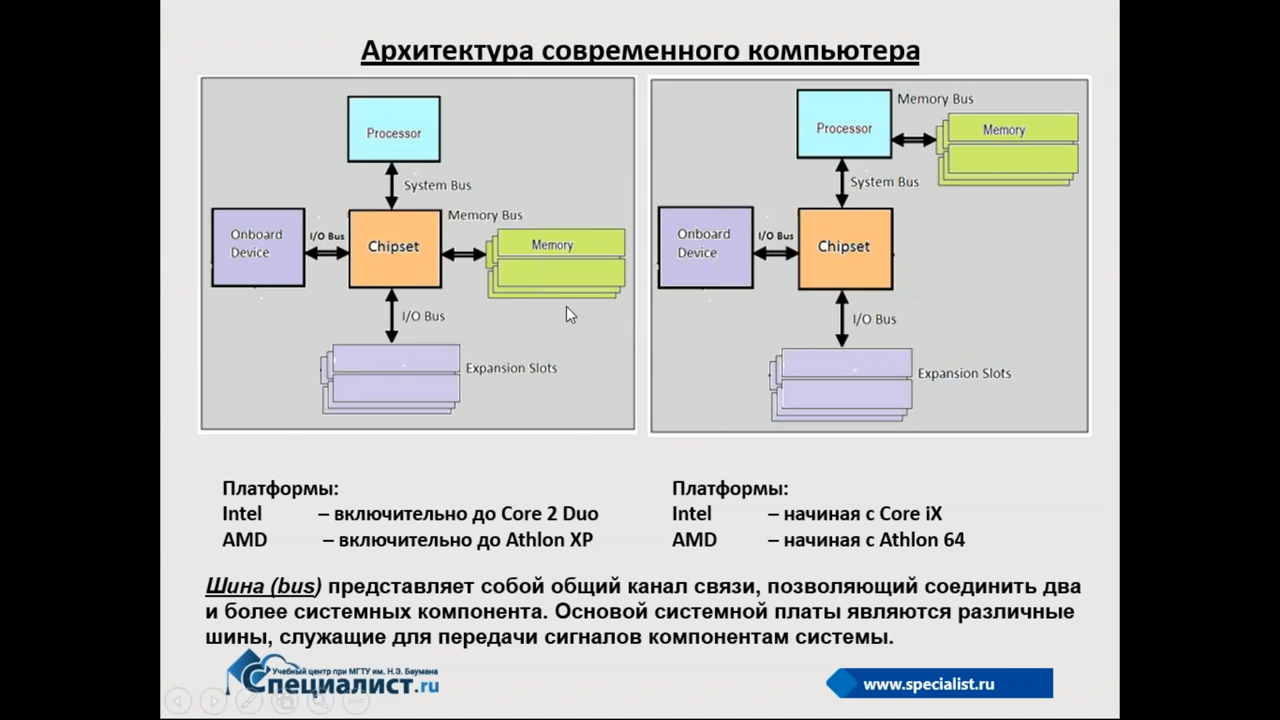 Архитектура современного компьютера
Processor
System Bus
Memory Bus
Onboard
Device
I/O Bus
Chipset
Memory
I/O Bus
Expansion Slots
Memory Bus
Processor
Memory
System Bus
Onboard
Device
I/O Bus
Chipset
I/O Bus
Expansion Slots
Платформы:
Intel – включительно до Core 2 Duo
AMD – включительно до Athlon XP
Платформы:
Intel – начиная с Core iX
AMD – начиная с Athlon 64
Шина (bus) представляет собой общий канал связи, позволяющий соединить два
и более системных компонента. Основой системной платы являются различные
шины, служащие для передачи сигналов компонентам системы.
Учебный центр при МГТУ им. Н.Э. Баумана
Специалист.ru
www.specialist.ru